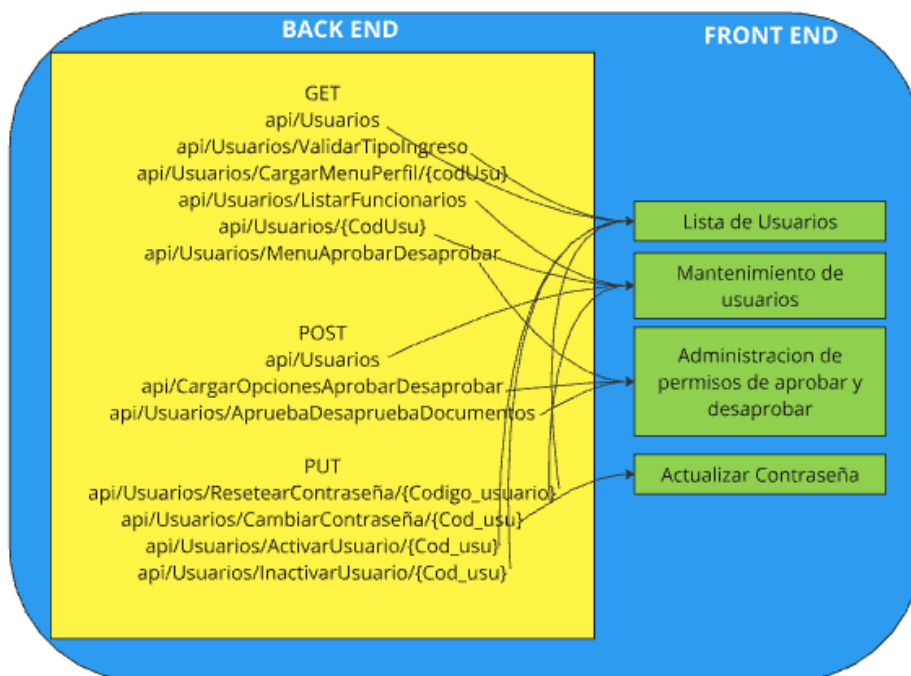 BACK END
GET
api/Usuarios
api/Usuarios/ValidarTipoIngreso
api/Usuarios/CargarMenuPerfil/{codUsu}
api/Usuarios/ListarFuncionarios
api/Usuarios/{CodUsu}
api/Usuarios/MenuAprobarDesaprobar
POST
api/Usuarios
api/CargarOpcionesAprobarDesaprobar
api/Usuarios/ApruebaDesapruebaDocumentos
PUT
api/Usuarios/ResetearContraseña/{Codigo_usuario}
api/Usuarios/CambiarContraseña/{Cod_usu}
api/Usuarios/ActivarUsuario/{Cod_usu}
api/Usuarios/InactivarUsuario/{Cod_usu}
FRONT END
Lista de Usuarios
Mantenimiento de
usuarios
Administracion de
permisos de aprobar y
desaprobar
Actualizar Contraseña